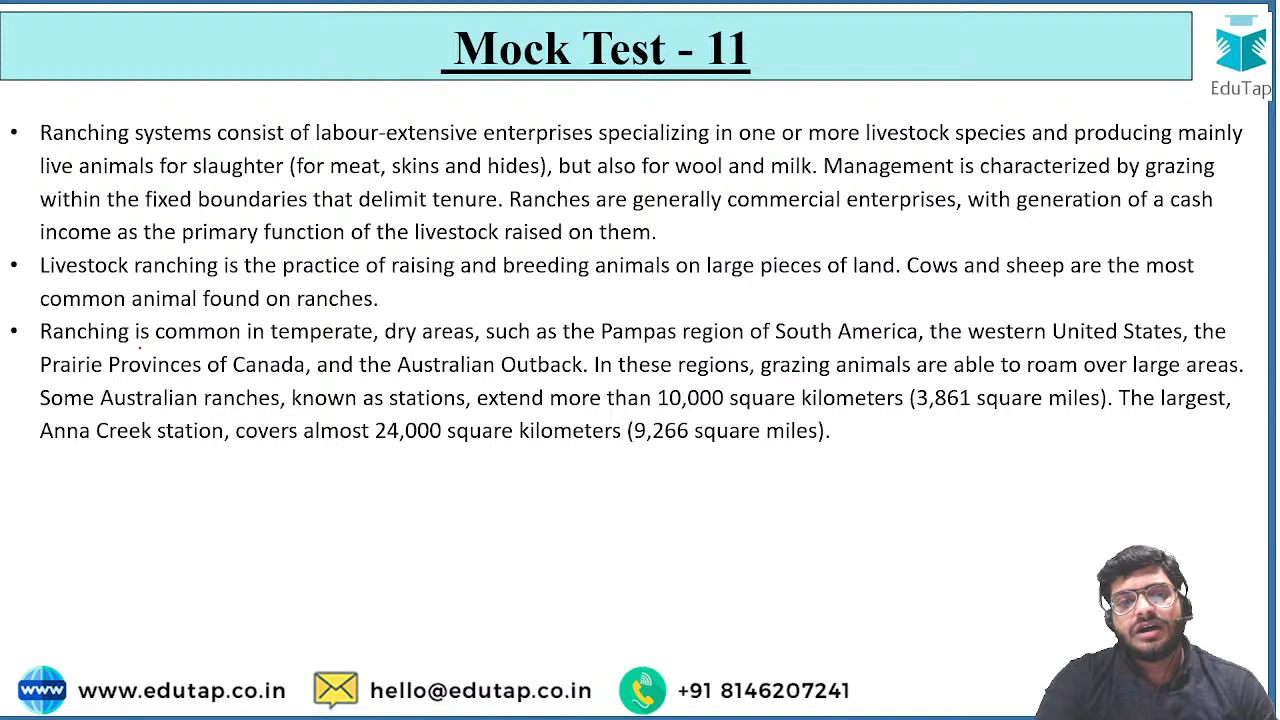 Mock Test - 11
EduTap
• Ranching systems consist of labour-extensive enterprises specializing in one or more livestock species and producing mainly
live animals for slaughter (for meat, skins and hides), but also for wool and milk. Management is characterized by grazing
within the fixed boundaries that delimit tenure. Ranches are generally commercial enterprises, with generation of a cash
income as the primary function of the livestock raised on them.
• Livestock ranching is the practice of raising and breeding animals on large pieces of land. Cows and sheep are the most
common animal found on ranches.
• Ranching is common in temperate, dry areas, such as the Pampas region of South America, the western United States, the
Prairie Provinces of Canada, and the Australian Outback. In these regions, grazing animals are able to roam over large areas.
Some Australian ranches, known as stations, extend more than 10,000 square kilometers (3,861 square miles). The largest,
Anna Creek station, covers almost 24,000 square kilometers (9,266 square miles).
www www.edutap.co.in hello@edutap.co.in +91 8146207241